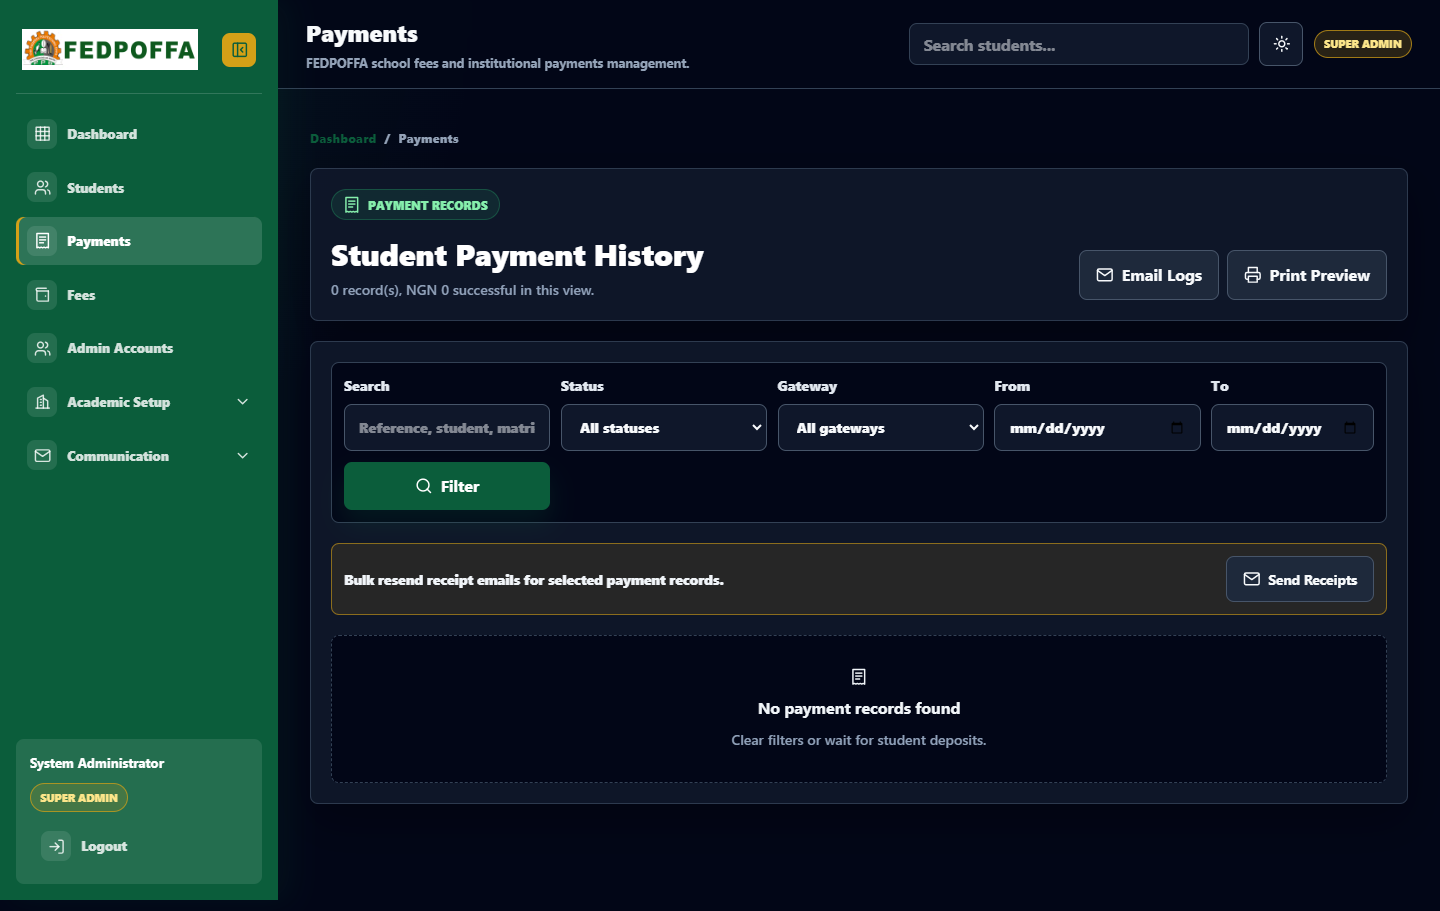 FEDPOFFA
Dashboard
Students
Payments
Fees
Admin Accounts
Academic Setup
Communication
System Administrator
SUPER ADMIN
Logout
Payments
FEDPOFFA school fees and institutional payments management.
Search students...
SUPER ADMIN
Dashboard / Payments
PAYMENT RECORDS
Student Payment History
0 record(s), NGN 0 successful in this view.
Email Logs
Print Preview
Search
Status
Gateway
From
To
Reference, student, matri
All statuses
All gateways
mm/dd/yyyy
mm/dd/yyyy
Filter
Bulk resend receipt emails for selected payment records.
Send Receipts
No payment records found
Clear filters or wait for student deposits.